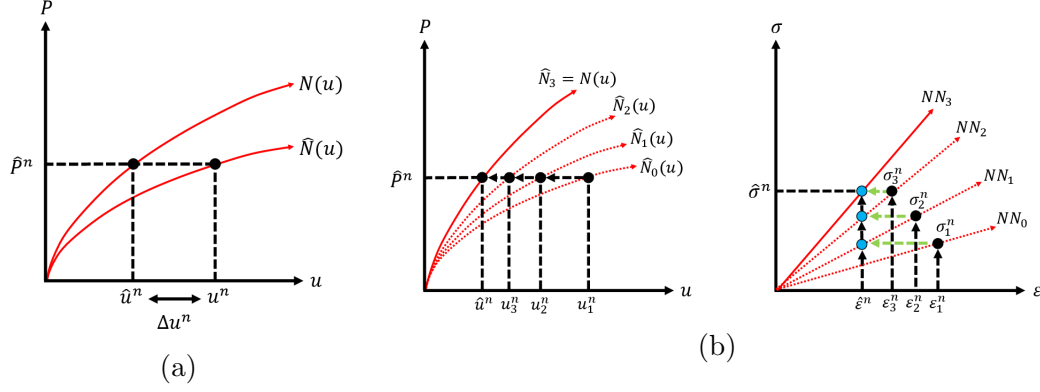 P
N(u)
N̂(u)
P̂ⁿ
u
ûⁿ
uⁿ
Δuⁿ
(a)
P
N̂₃ = N(u)
N̂₂(u)
N̂₁(u)
N̂₀(u)
P̂ⁿ
u
ûⁿ
u₃ⁿ
u₂ⁿ
u₁ⁿ
σ
NN₃
NN₂
NN₁
NN₀
σ̂ⁿ
σ₃ⁿ
σ₂ⁿ
σ₁ⁿ
ε
ε̂ⁿ
ε₃ⁿ
ε₂ⁿ
ε₁ⁿ
(b)